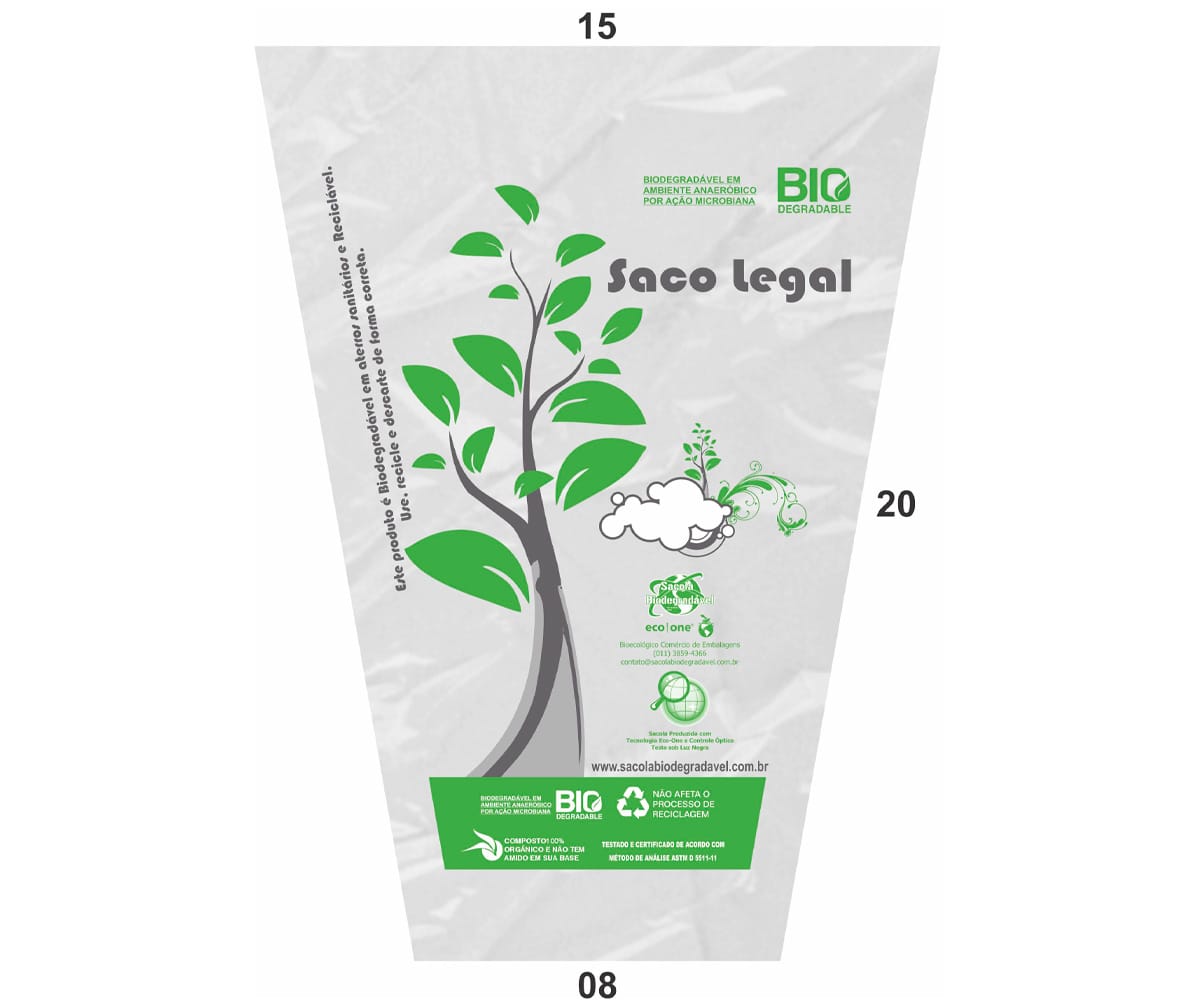 15
BIODEGRADÁVEL EM
AMBIENTE ANAERÓBICO
POR AÇÃO MICROBIANA
BIO
DEGRADABLE
Saco Legal
Este produto é Biodegradável em aterros sanitários e Reciclável.
Use, recicle e descarte de forma correta.
20
Sacola
Biodegradável
eco|one®
Bioecológico Comércio de Embalagens
(011) 3859-4366
contato@sacolabiodegradavel.com.br
Sacola Produzida com
Tecnologia Eco-One e Controle Óptico
Teste sob Luz Negra
www.sacolabiodegradavel.com.br
BIODEGRADÁVEL EM
AMBIENTE ANAERÓBICO
POR AÇÃO MICROBIANA
BIO
DEGRADABLE
NÃO AFETA O
PROCESSO DE
RECICLAGEM
COMPOSTO100%
ORGÂNICO E NÃO TEM
AMIDO EM SUA BASE
TESTADO E CERTIFICADO DE ACORDO COM
MÉTODO DE ANÁLISE ASTM D 5511-11
08